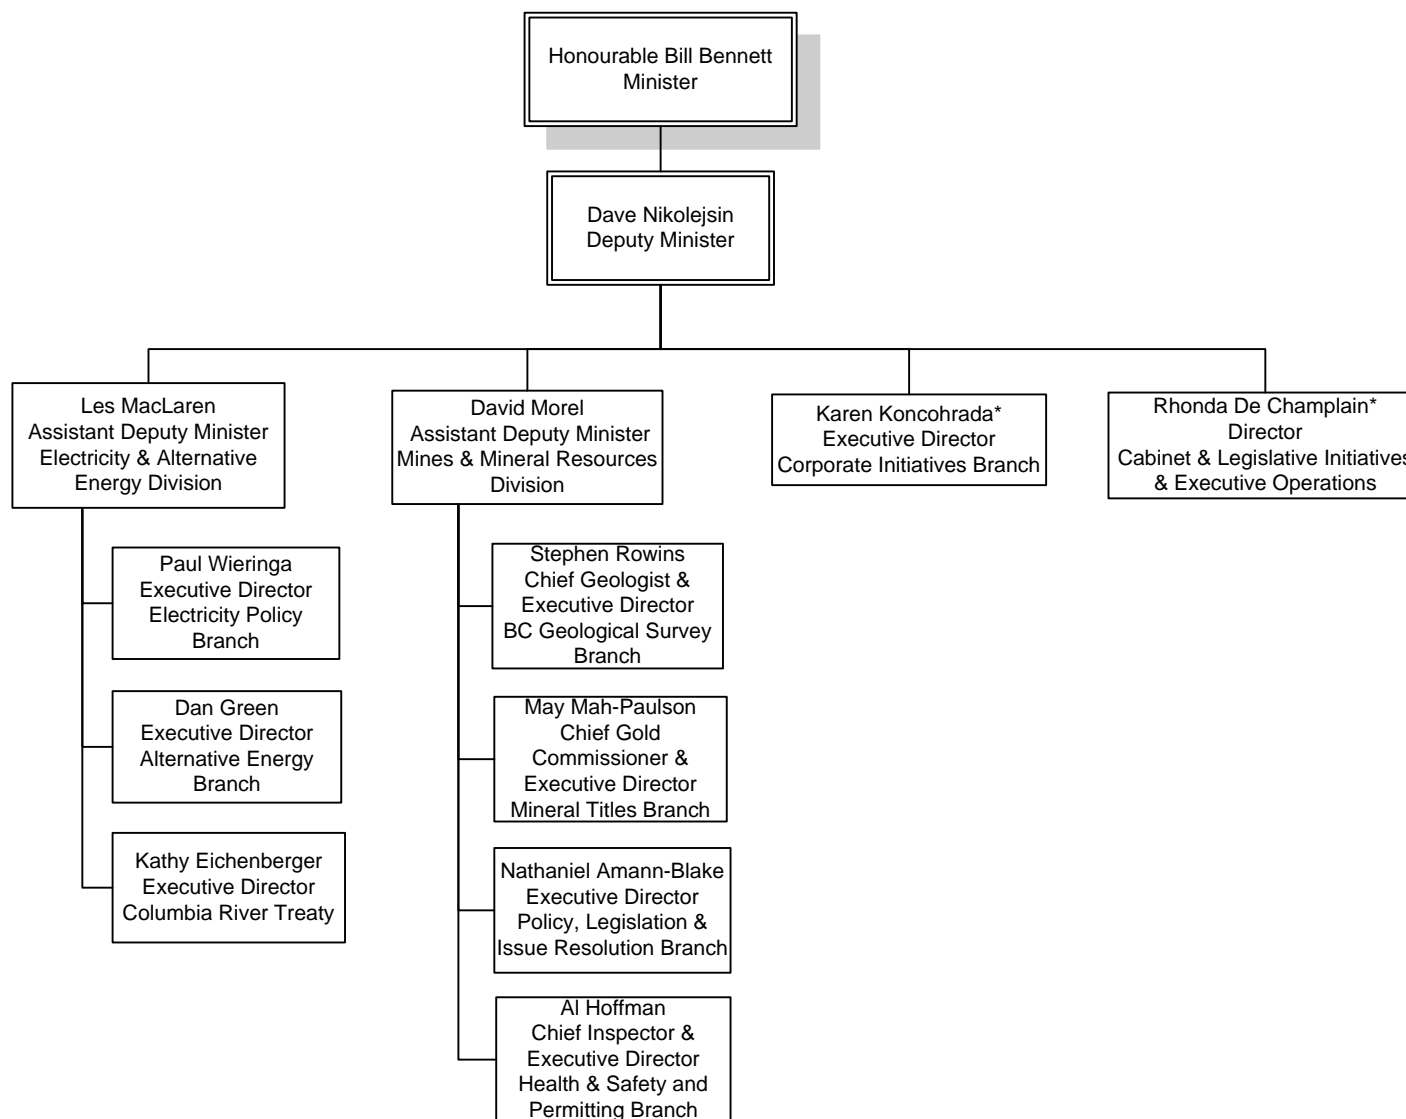 Honourable Bill Bennett
Minister
Dave Nikolejsin
Deputy Minister
Les MacLaren
Assistant Deputy Minister
Electricity & Alternative
Energy Division
David Morel
Assistant Deputy Minister
Mines & Mineral Resources
Division
Karen Koncohrada*
Executive Director
Corporate Initiatives Branch
Rhonda De Champlain*
Director
Cabinet & Legislative Initiatives
& Executive Operations
Paul Wieringa
Executive Director
Electricity Policy
Branch
Dan Green
Executive Director
Alternative Energy
Branch
Kathy Eichenberger
Executive Director
Columbia River Treaty
Stephen Rowins
Chief Geologist &
Executive Director
BC Geological Survey
Branch
May Mah-Paulson
Chief Gold
Commissioner &
Executive Director
Mineral Titles Branch
Nathaniel Amann-Blake
Executive Director
Policy, Legislation &
Issue Resolution Branch
Al Hoffman
Chief Inspector &
Executive Director
Health & Safety and
Permitting Branch